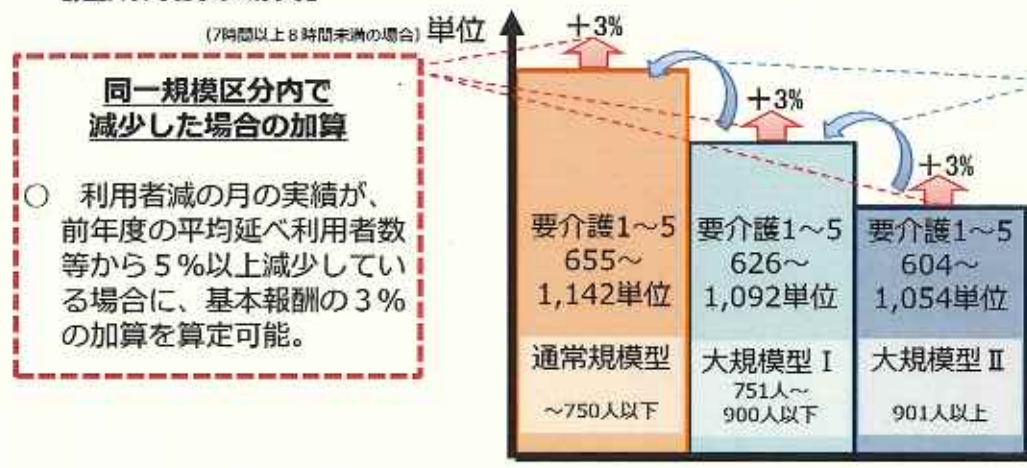 (7時間以上8時間未満の場合) 単位
+3%
同一規模区分内で
減少した場合の加算
○ 利用者減の月の実績が、
前年度の平均延べ利用者数
等から5%以上減少してい
る場合に、基本報酬の3%
の加算を算定可能。
+3%
+3%
要介護1~5
655~
1,142単位
通常規模型
~750人以下
要介護1~5
626~
1,092単位
大規模型Ⅰ
751人~
900人以下
要介護1~5
604~
1,054単位
大規模型Ⅱ
901人以上